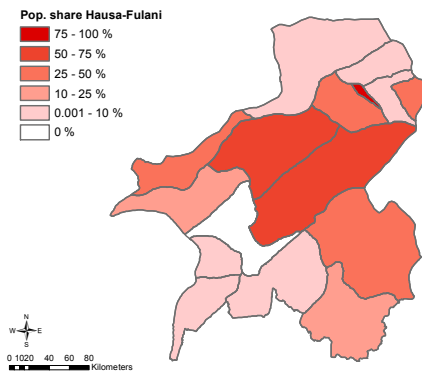 Pop. share Hausa-Fulani
75 - 100 %
50 - 75 %
25 - 50 %
10 - 25 %
0.001 - 10 %
0 %
N
W E
S
0 1020 40 60 80
Kilometers